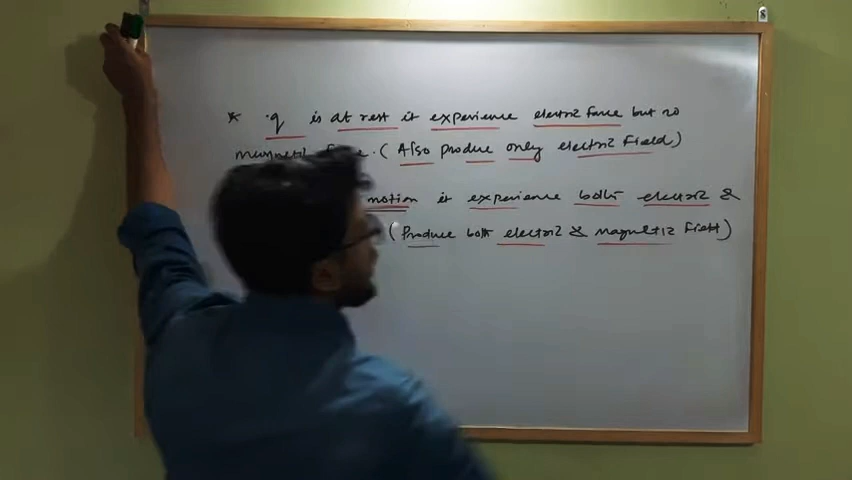 * .q is at rest it experience electric force but no
magnetic . ( Also produce only electric Field )
motion it experience both electric &
( Produce both electric & magnetic Field )